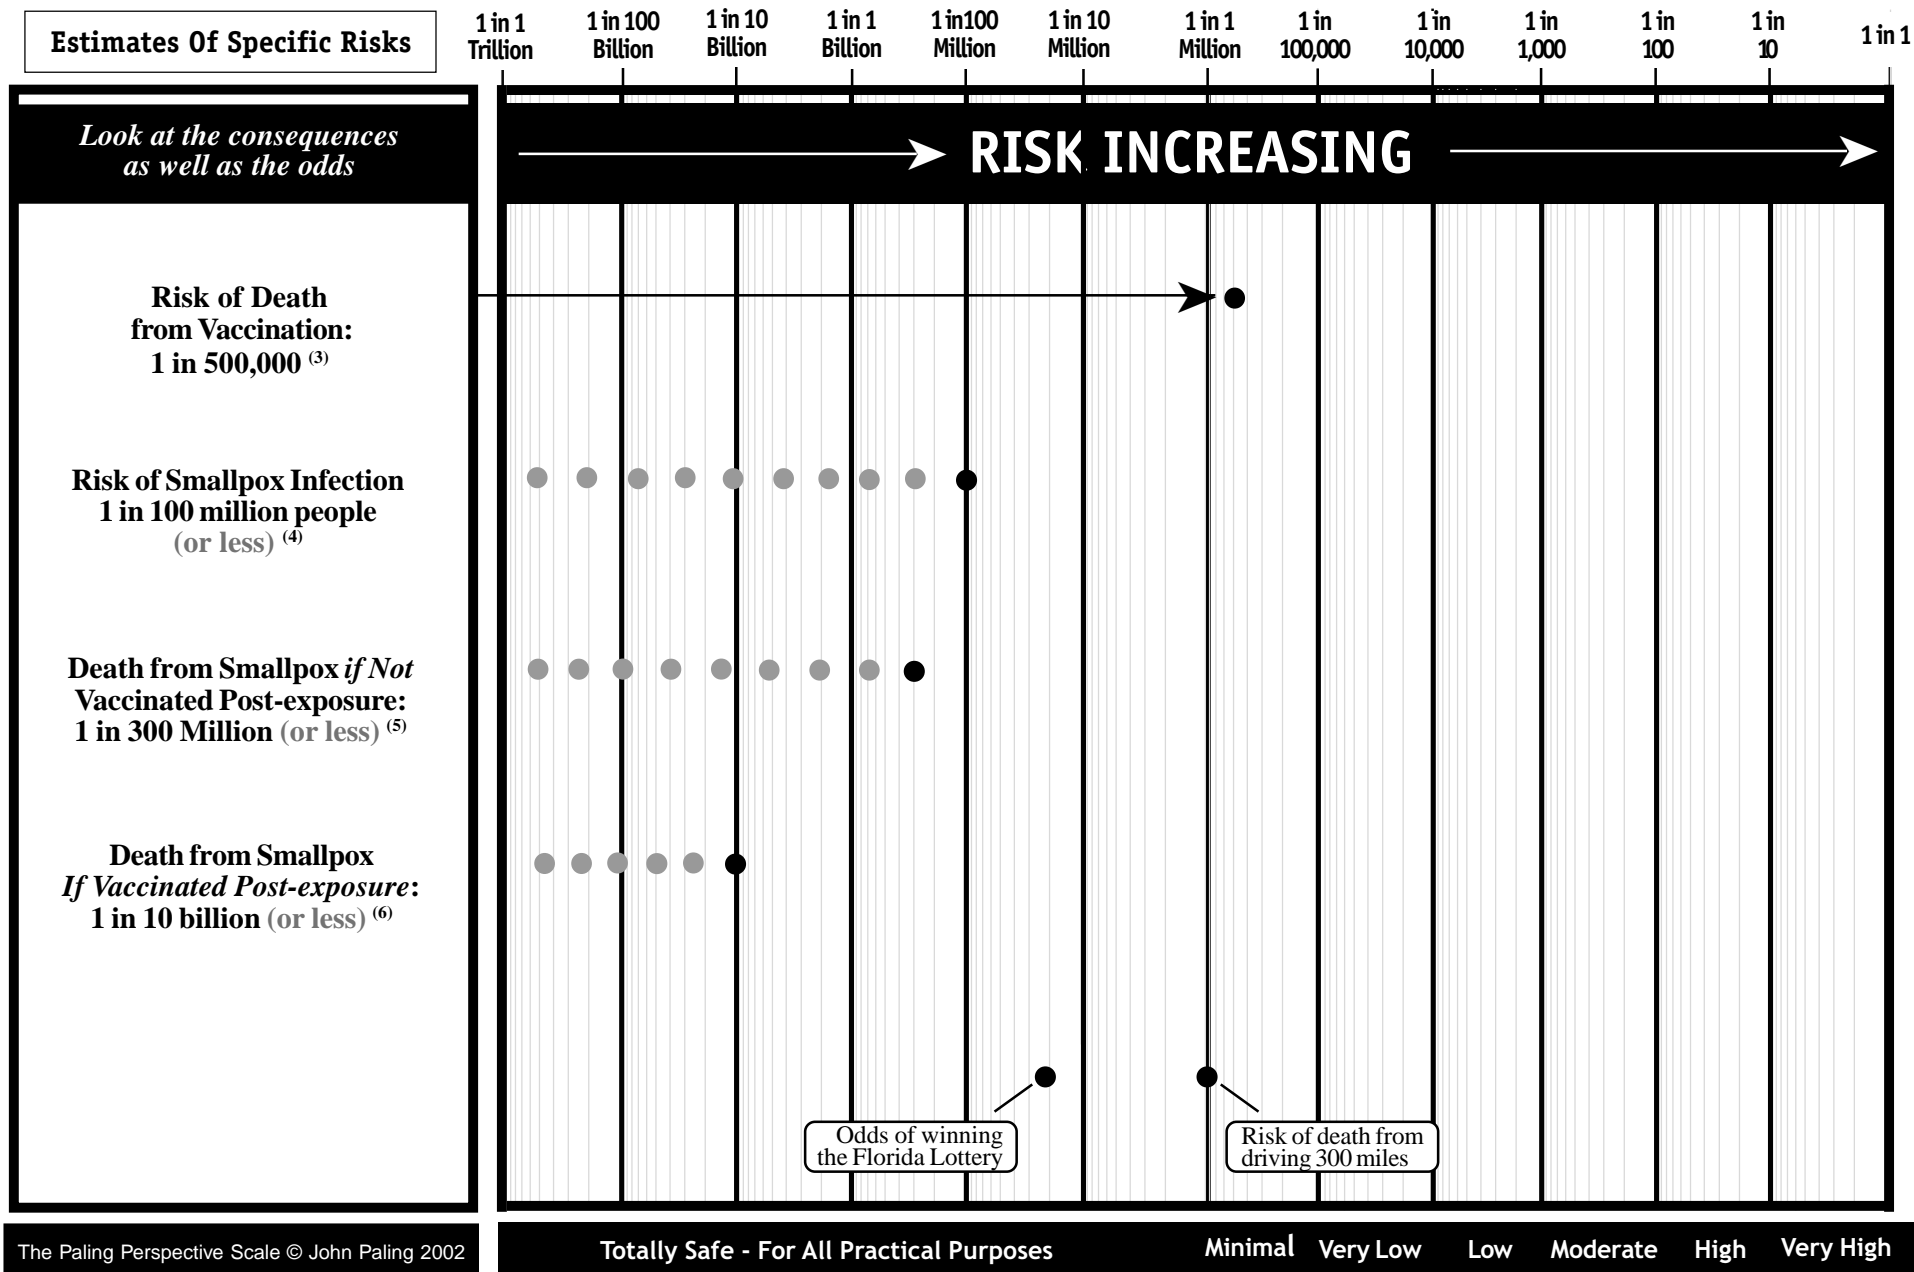 Estimates Of Specific Risks
1 in 1 Trillion
1 in 100 Billion
1 in 10 Billion
1 in 1 Billion
1 in100 Million
1 in 10 Million
1 in 1 Million
1 in 100,000
1 in 10,000
1 in 1,000
1 in 100
1 in 10
1 in 1
Look at the consequences
as well as the odds
RISK INCREASING
Risk of Death
from Vaccination:
1 in 500,000 (3)
Risk of Smallpox Infection
1 in 100 million people
(or less) (4)
Death from Smallpox if Not
Vaccinated Post-exposure:
1 in 300 Million (or less) (5)
Death from Smallpox
If Vaccinated Post-exposure:
1 in 10 billion (or less) (6)
Odds of winning
the Florida Lottery
Risk of death from
driving 300 miles
The Paling Perspective Scale © John Paling 2002
Totally Safe - For All Practical Purposes
Minimal
Very Low
Low
Moderate
High
Very High